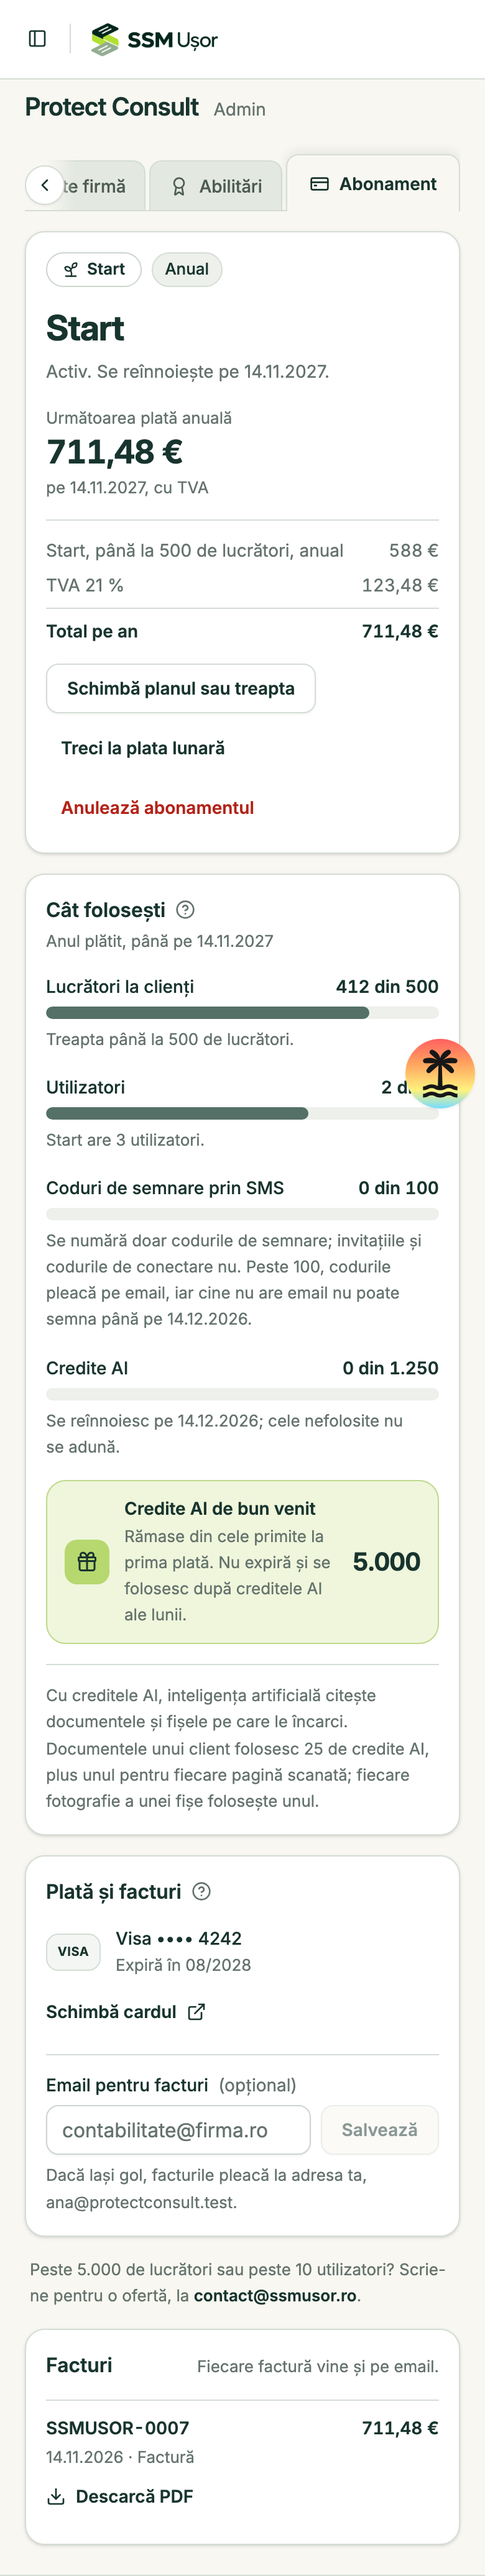 SSM Ușor
Protect Consult Admin
te firmă Abilitări Abonament
Start Anual
Start
Activ. Se reînnoiește pe 14.11.2027.
Următoarea plată anuală
711,48 €
pe 14.11.2027, cu TVA
Start, până la 500 de lucrători, anual 588 €
TVA 21 % 123,48 €
Total pe an 711,48 €
Schimbă planul sau treapta
Treci la plata lunară
Anulează abonamentul
Cât folosești
Anul plătit, până pe 14.11.2027
Lucrători la clienți 412 din 500
Treapta până la 500 de lucrători.
Utilizatori 2
Start are 3 utilizatori.
Coduri de semnare prin SMS 0 din 100
Se numără doar codurile de semnare; invitațiile și
codurile de conectare nu. Peste 100, codurile
pleacă pe email, iar cine nu are email nu poate
semna până pe 14.12.2026.
Credite AI 0 din 1.250
Se reînnoiesc pe 14.12.2026; cele nefolosite nu
se adună.
Credite AI de bun venit
Rămase din cele primite la
prima plată. Nu expiră și se
folosesc după creditele AI
ale lunii.
5.000
Cu creditele AI, inteligența artificială citește
documentele și fișele pe care le încarci.
Documentele unui client folosesc 25 de credite AI,
plus unul pentru fiecare pagină scanată; fiecare
fotografie a unei fișe folosește unul.
Plată și facturi
VISA Visa •••• 4242
Expiră în 08/2028
Schimbă cardul
Email pentru facturi (opțional)
contabilitate@firma.ro Salvează
Dacă lași gol, facturile pleacă la adresa ta,
ana@protectconsult.test.
Peste 5.000 de lucrători sau peste 10 utilizatori? Scrie-
ne pentru o ofertă, la contact@ssmusor.ro.
Facturi Fiecare factură vine și pe email.
SSMUSOR-0007 711,48 €
14.11.2026 · Factură
Descarcă PDF